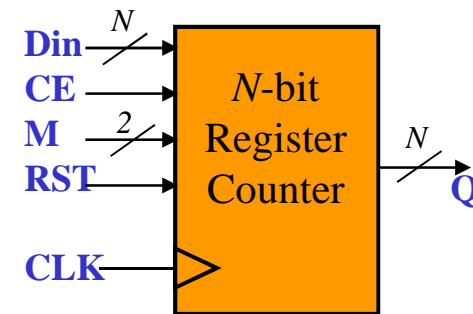 N
Din
CE
M
2
RST
CLK
N-bit
Register
Counter
N
Q